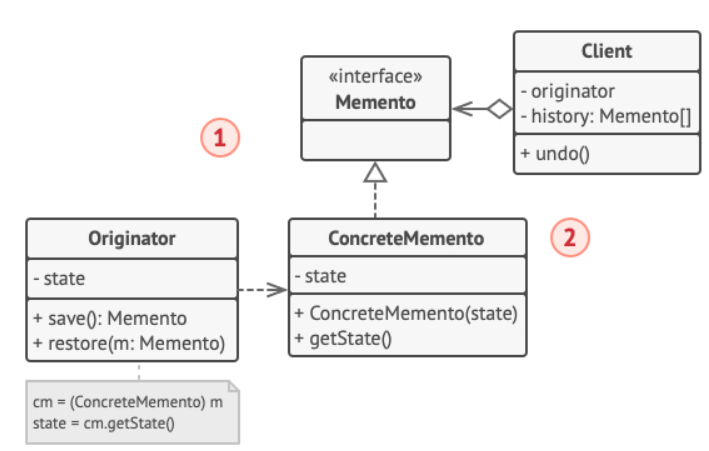 «interface»
Memento
Client
- originator
- history: Memento[]
+ undo()
1
Originator
- state
+ save(): Memento
+ restore(m: Memento)
ConcreteMemento
- state
+ ConcreteMemento(state)
+ getState()
2
cm = (ConcreteMemento) m
state = cm.getState()